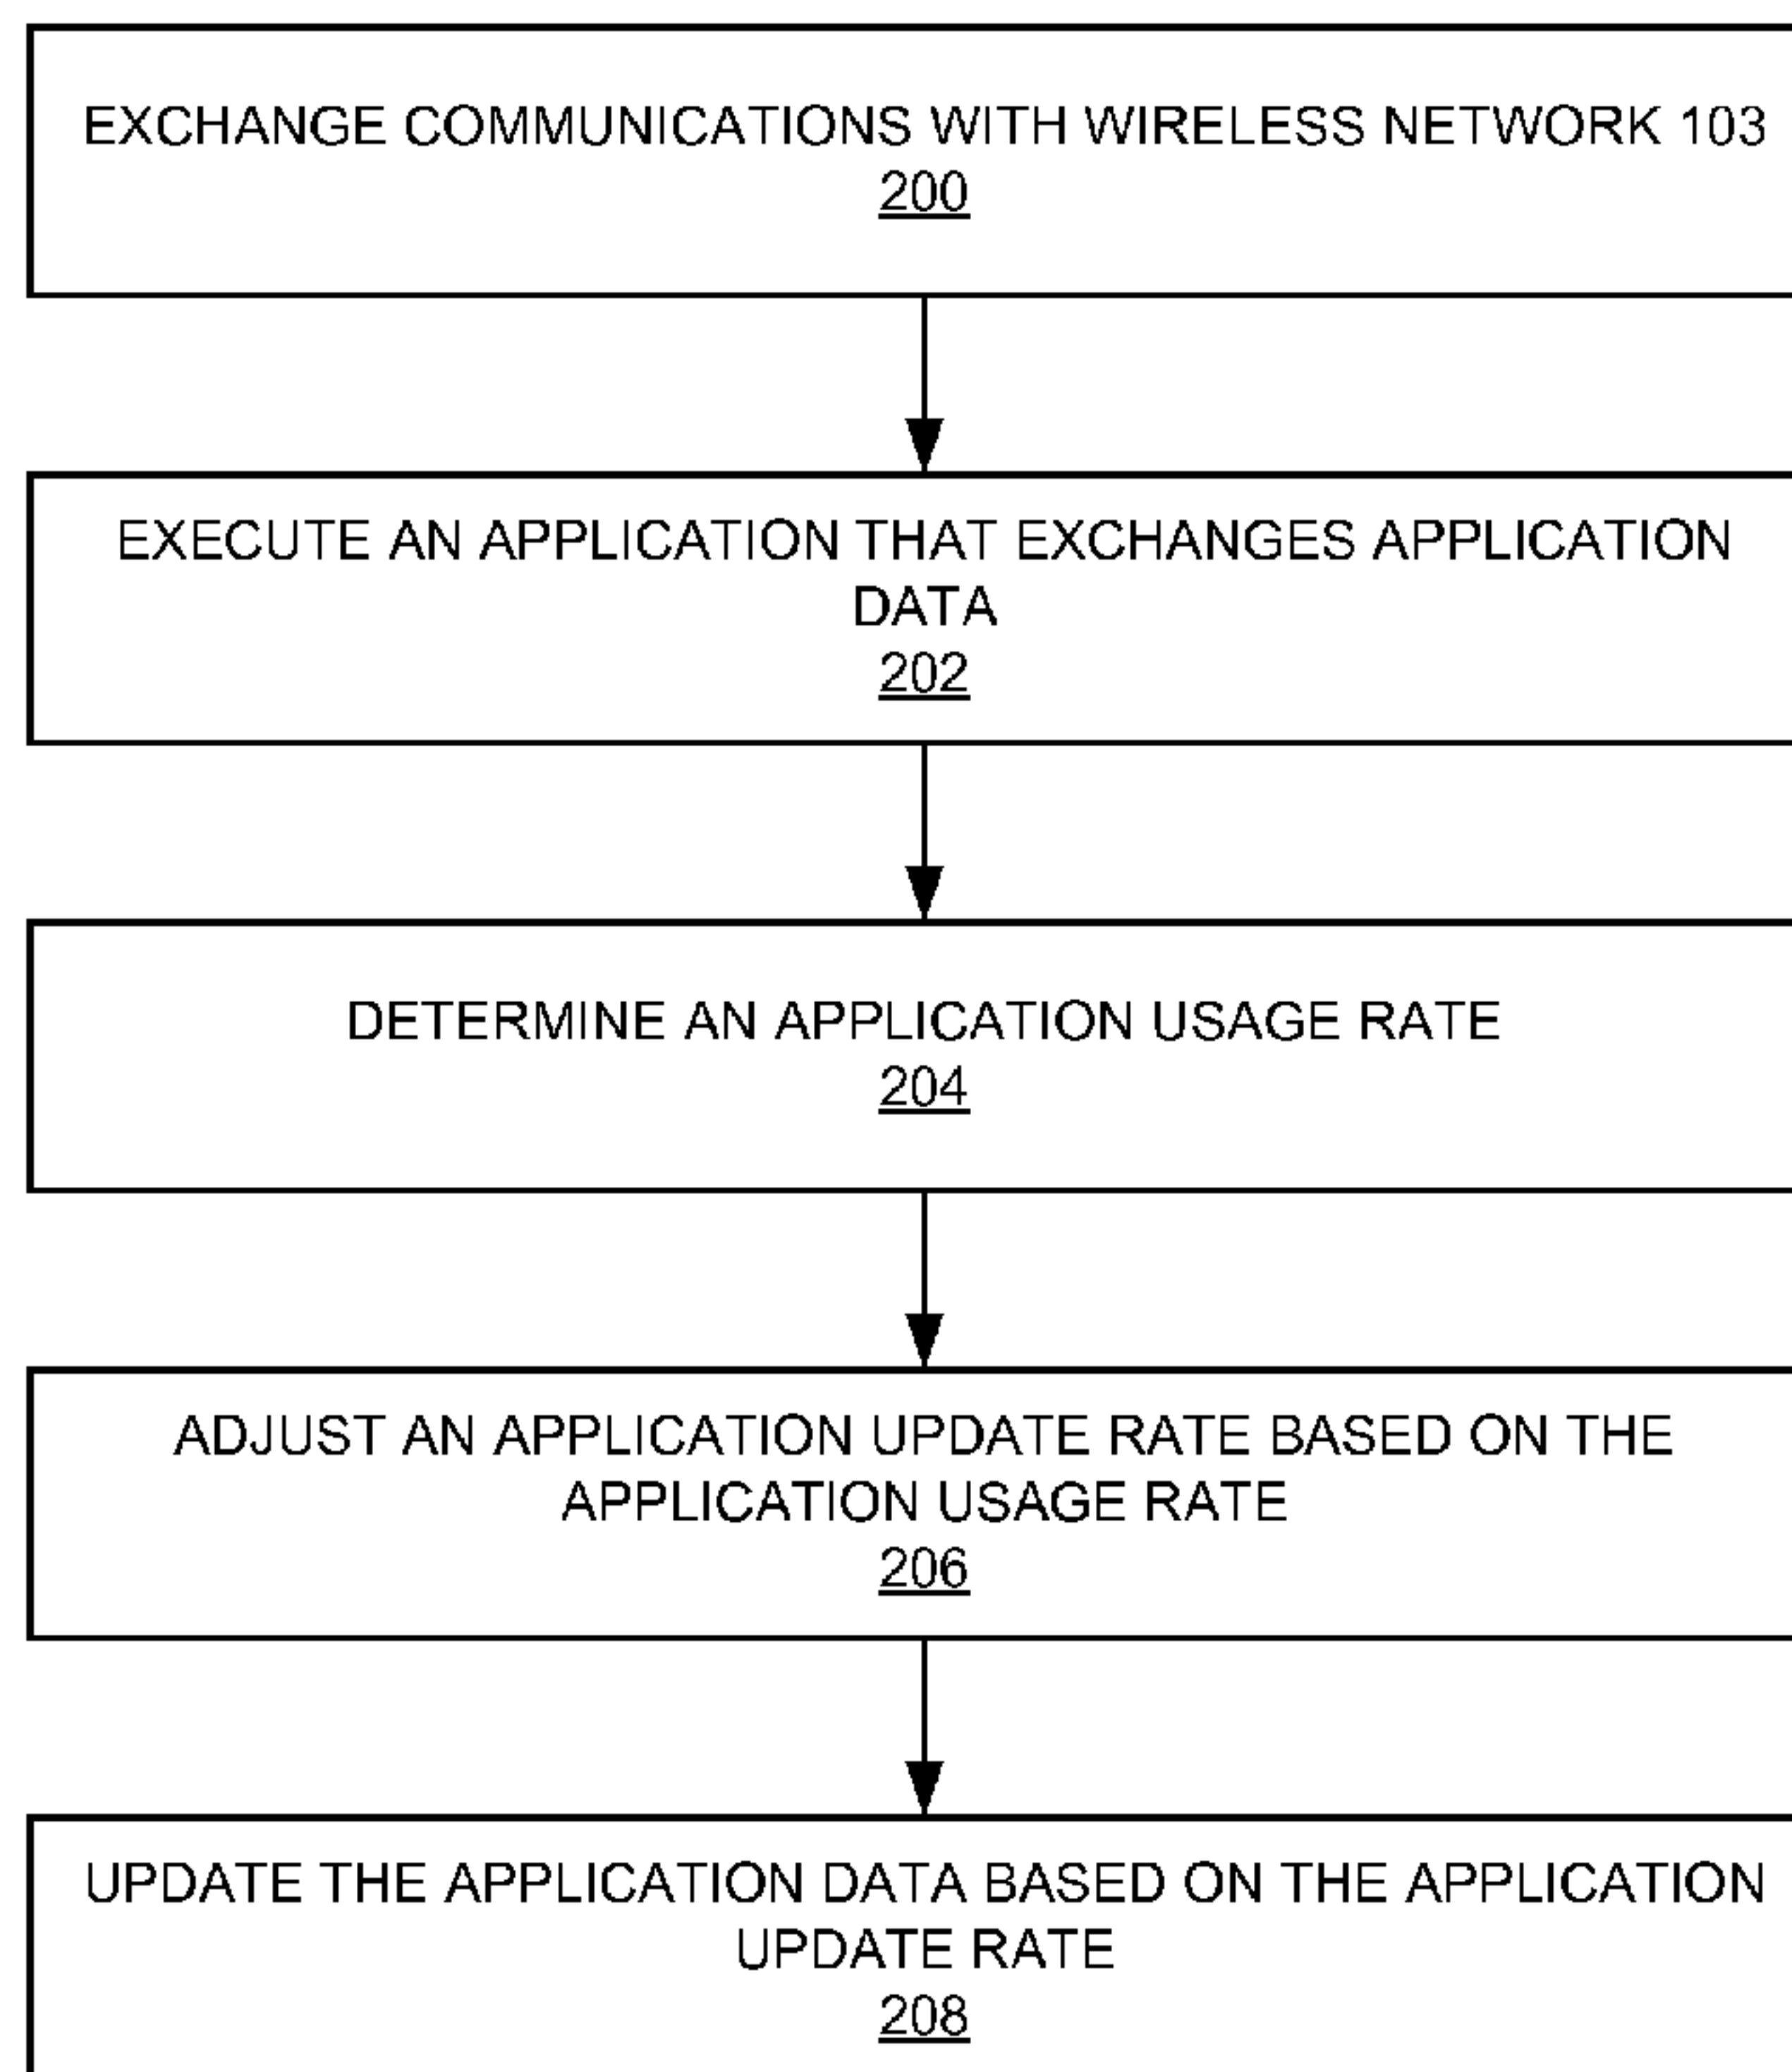 EXCHANGE COMMUNICATIONS WITH WIRELESS NETWORK 103
200
EXECUTE AN APPLICATION THAT EXCHANGES APPLICATION
DATA
202
DETERMINE AN APPLICATION USAGE RATE
204
ADJUST AN APPLICATION UPDATE RATE BASED ON THE
APPLICATION USAGE RATE
206
UPDATE THE APPLICATION DATA BASED ON THE APPLICATION
UPDATE RATE
208